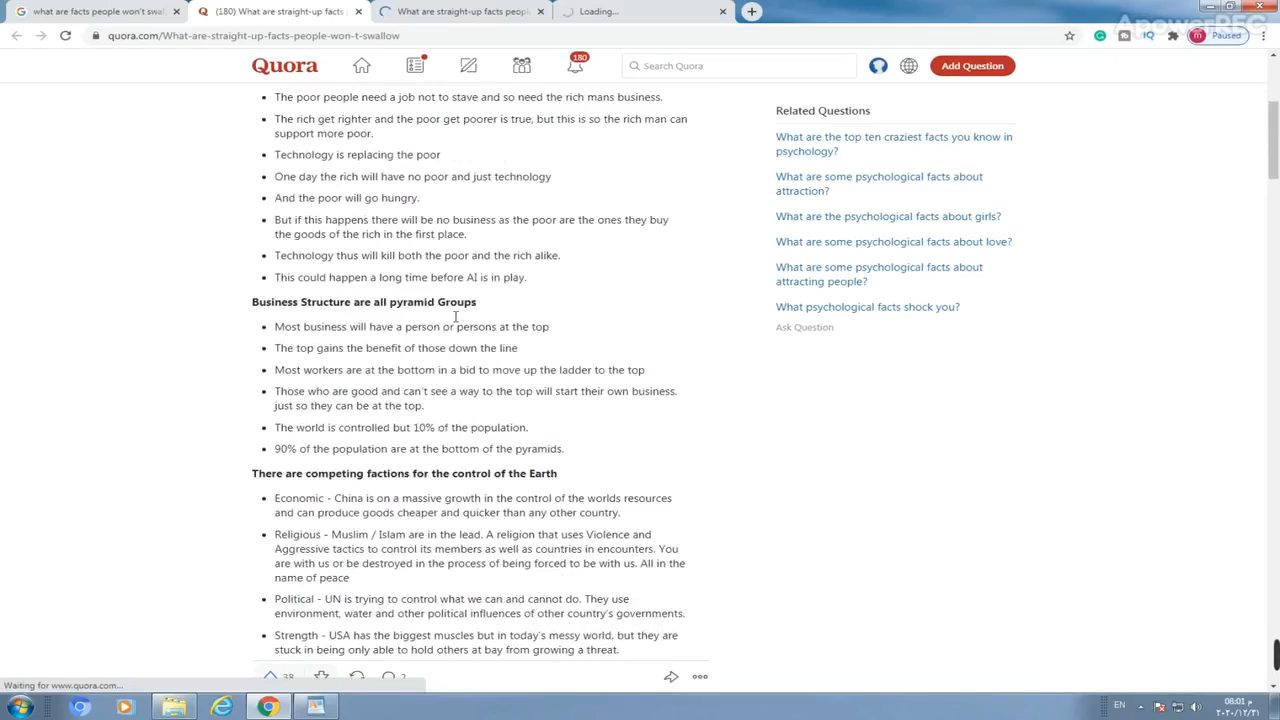 what are facts people won't swal
(180) What are straight-up facts
What are straight-up facts peopl
Loading...
ApowerREC
quora.com/What-are-straight-up-facts-people-won-t-swallow
Paused
Quora
180
Search Quora
Add Question
The poor people need a job not to stave and so need the rich mans business.
The rich get righter and the poor get poorer is true, but this is so the rich man can
support more poor.
Technology is replacing the poor
One day the rich will have no poor and just technology
And the poor will go hungry.
But if this happens there will be no business as the poor are the ones they buy
the goods of the rich in the first place.
Technology thus will kill both the poor and the rich alike.
This could happen a long time before AI is in play.
Business Structure are all pyramid Groups
Most business will have a person or persons at the top
The top gains the benefit of those down the line
Most workers are at the bottom in a bid to move up the ladder to the top
Those who are good and can't see a way to the top will start their own business.
just so they can be at the top.
The world is controlled but 10% of the population.
90% of the population are at the bottom of the pyramids.
There are competing factions for the control of the Earth
Economic - China is on a massive growth in the control of the worlds resources
and can produce goods cheaper and quicker than any other country.
Religious - Muslim / Islam are in the lead. A religion that uses Violence and
Aggressive tactics to control its members as well as countries in encounters. You
are with us or be destroyed in the process of being forced to be with us. All in the
name of peace
Political - UN is trying to control what we can and cannot do. They use
environment, water and other political influences of other country's governments.
Strength - USA has the biggest muscles but in today's messy world, but they are
stuck in being only able to hold others at bay from growing a threat.
38
2
Related Questions
What are the top ten craziest facts you know in
psychology?
What are some psychological facts about
attraction?
What are the psychological facts about girls?
What are some psychological facts about love?
What are some psychological facts about
attracting people?
What psychological facts shock you?
Ask Question
Waiting for www.quora.com...
EN
08:01 م
٢٠٢٠/١٢/٣١